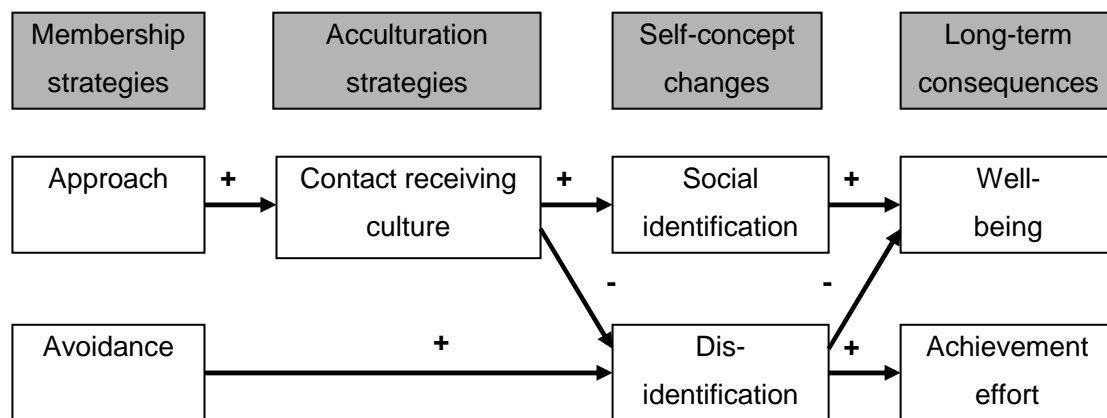 Membership
strategies
Acculturation
strategies
Self-concept
changes
Long-term
consequences
Approach
+
Contact receiving
culture
+
Social
identification
+
Well-
being
-
-
Avoidance
+
Dis-
identification
+
Achievement
effort